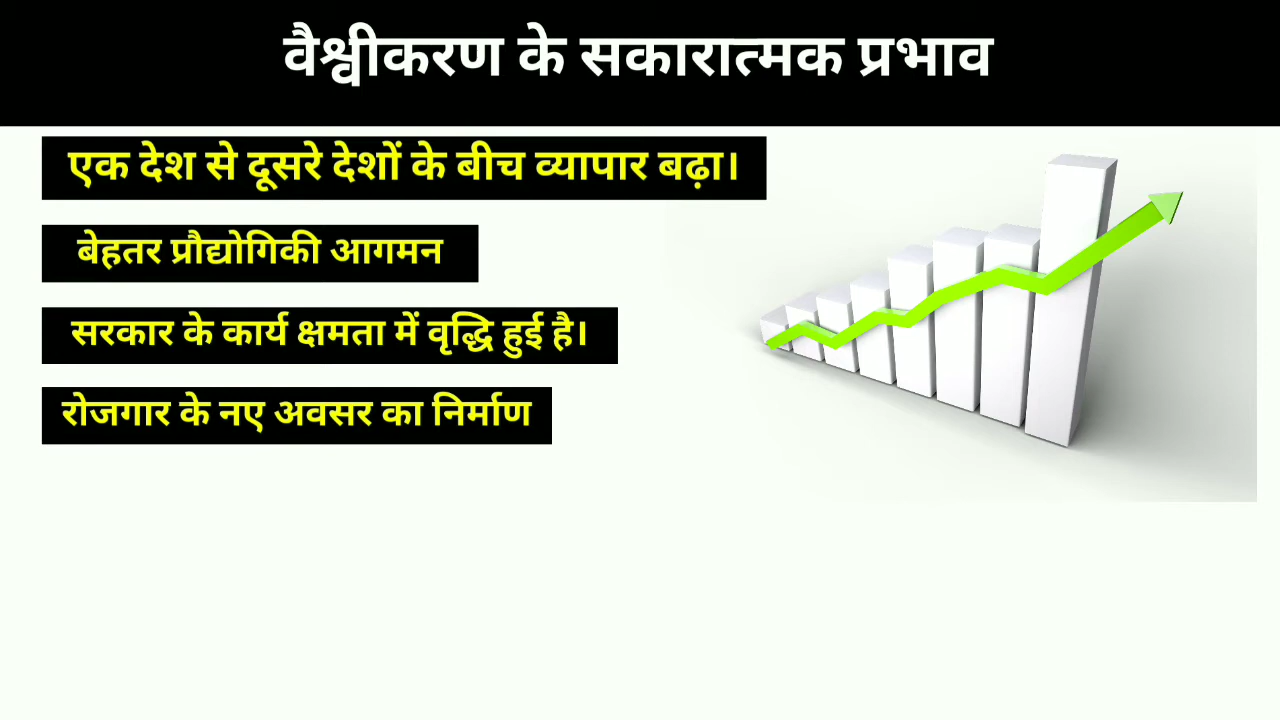 वैश्वीकरण के सकारात्मक प्रभाव
एक देश से दूसरे देशों के बीच व्यापार बढ़ा।
बेहतर प्रौद्योगिकी आगमन
सरकार के कार्य क्षमता में वृद्धि हुई है।
रोजगार के नए अवसर का निर्माण